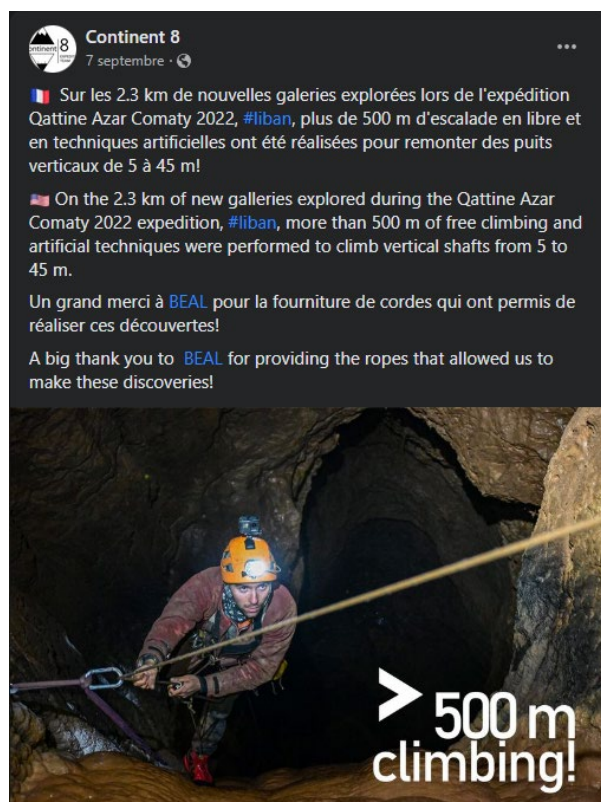 Continent 8
7 septembre
Sur les 2.3 km de nouvelles galeries explorées lors de l'expédition
Qattine Azar Comaty 2022, #liban, plus de 500 m d'escalade en libre et
en techniques artificielles ont été réalisées pour remonter des puits
verticaux de 5 à 45 m!
On the 2.3 km of new galleries explored during the Qattine Azar
Comaty 2022 expedition, #liban, more than 500 m of free climbing and
artificial techniques were performed to climb vertical shafts from 5 to
45 m.
Un grand merci à BEAL pour la fourniture de cordes qui ont permis de
réaliser ces découvertes!
A big thank you to BEAL for providing the ropes that allowed us to
make these discoveries!
> 500 m
climbing!